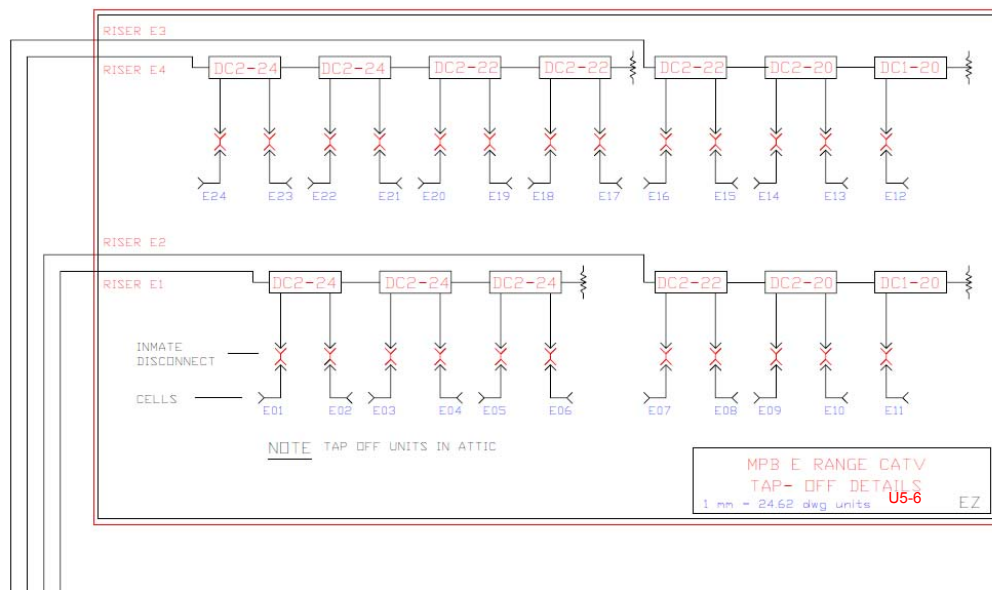 RISER E3
RISER E4
DC2-24 DC2-24 DC2-22 DC2-22 DC2-22 DC2-20 DC1-20
E24 E23 E22 E21 E20 E19 E18 E17 E16 E15 E14 E13 E12
RISER E2
RISER E1
DC2-24 DC2-24 DC2-24 DC2-22 DC2-20 DC1-20
INMATE
DISCONNECT
CELLS
E01 E02 E03 E04 E05 E06 E07 E08 E09 E10 E11
NOTE TAP OFF UNITS IN ATTIC
MPB E RANGE CATV
TAP- OFF DETAILS
1 mm = 24.62 dwg units U5-6 EZ